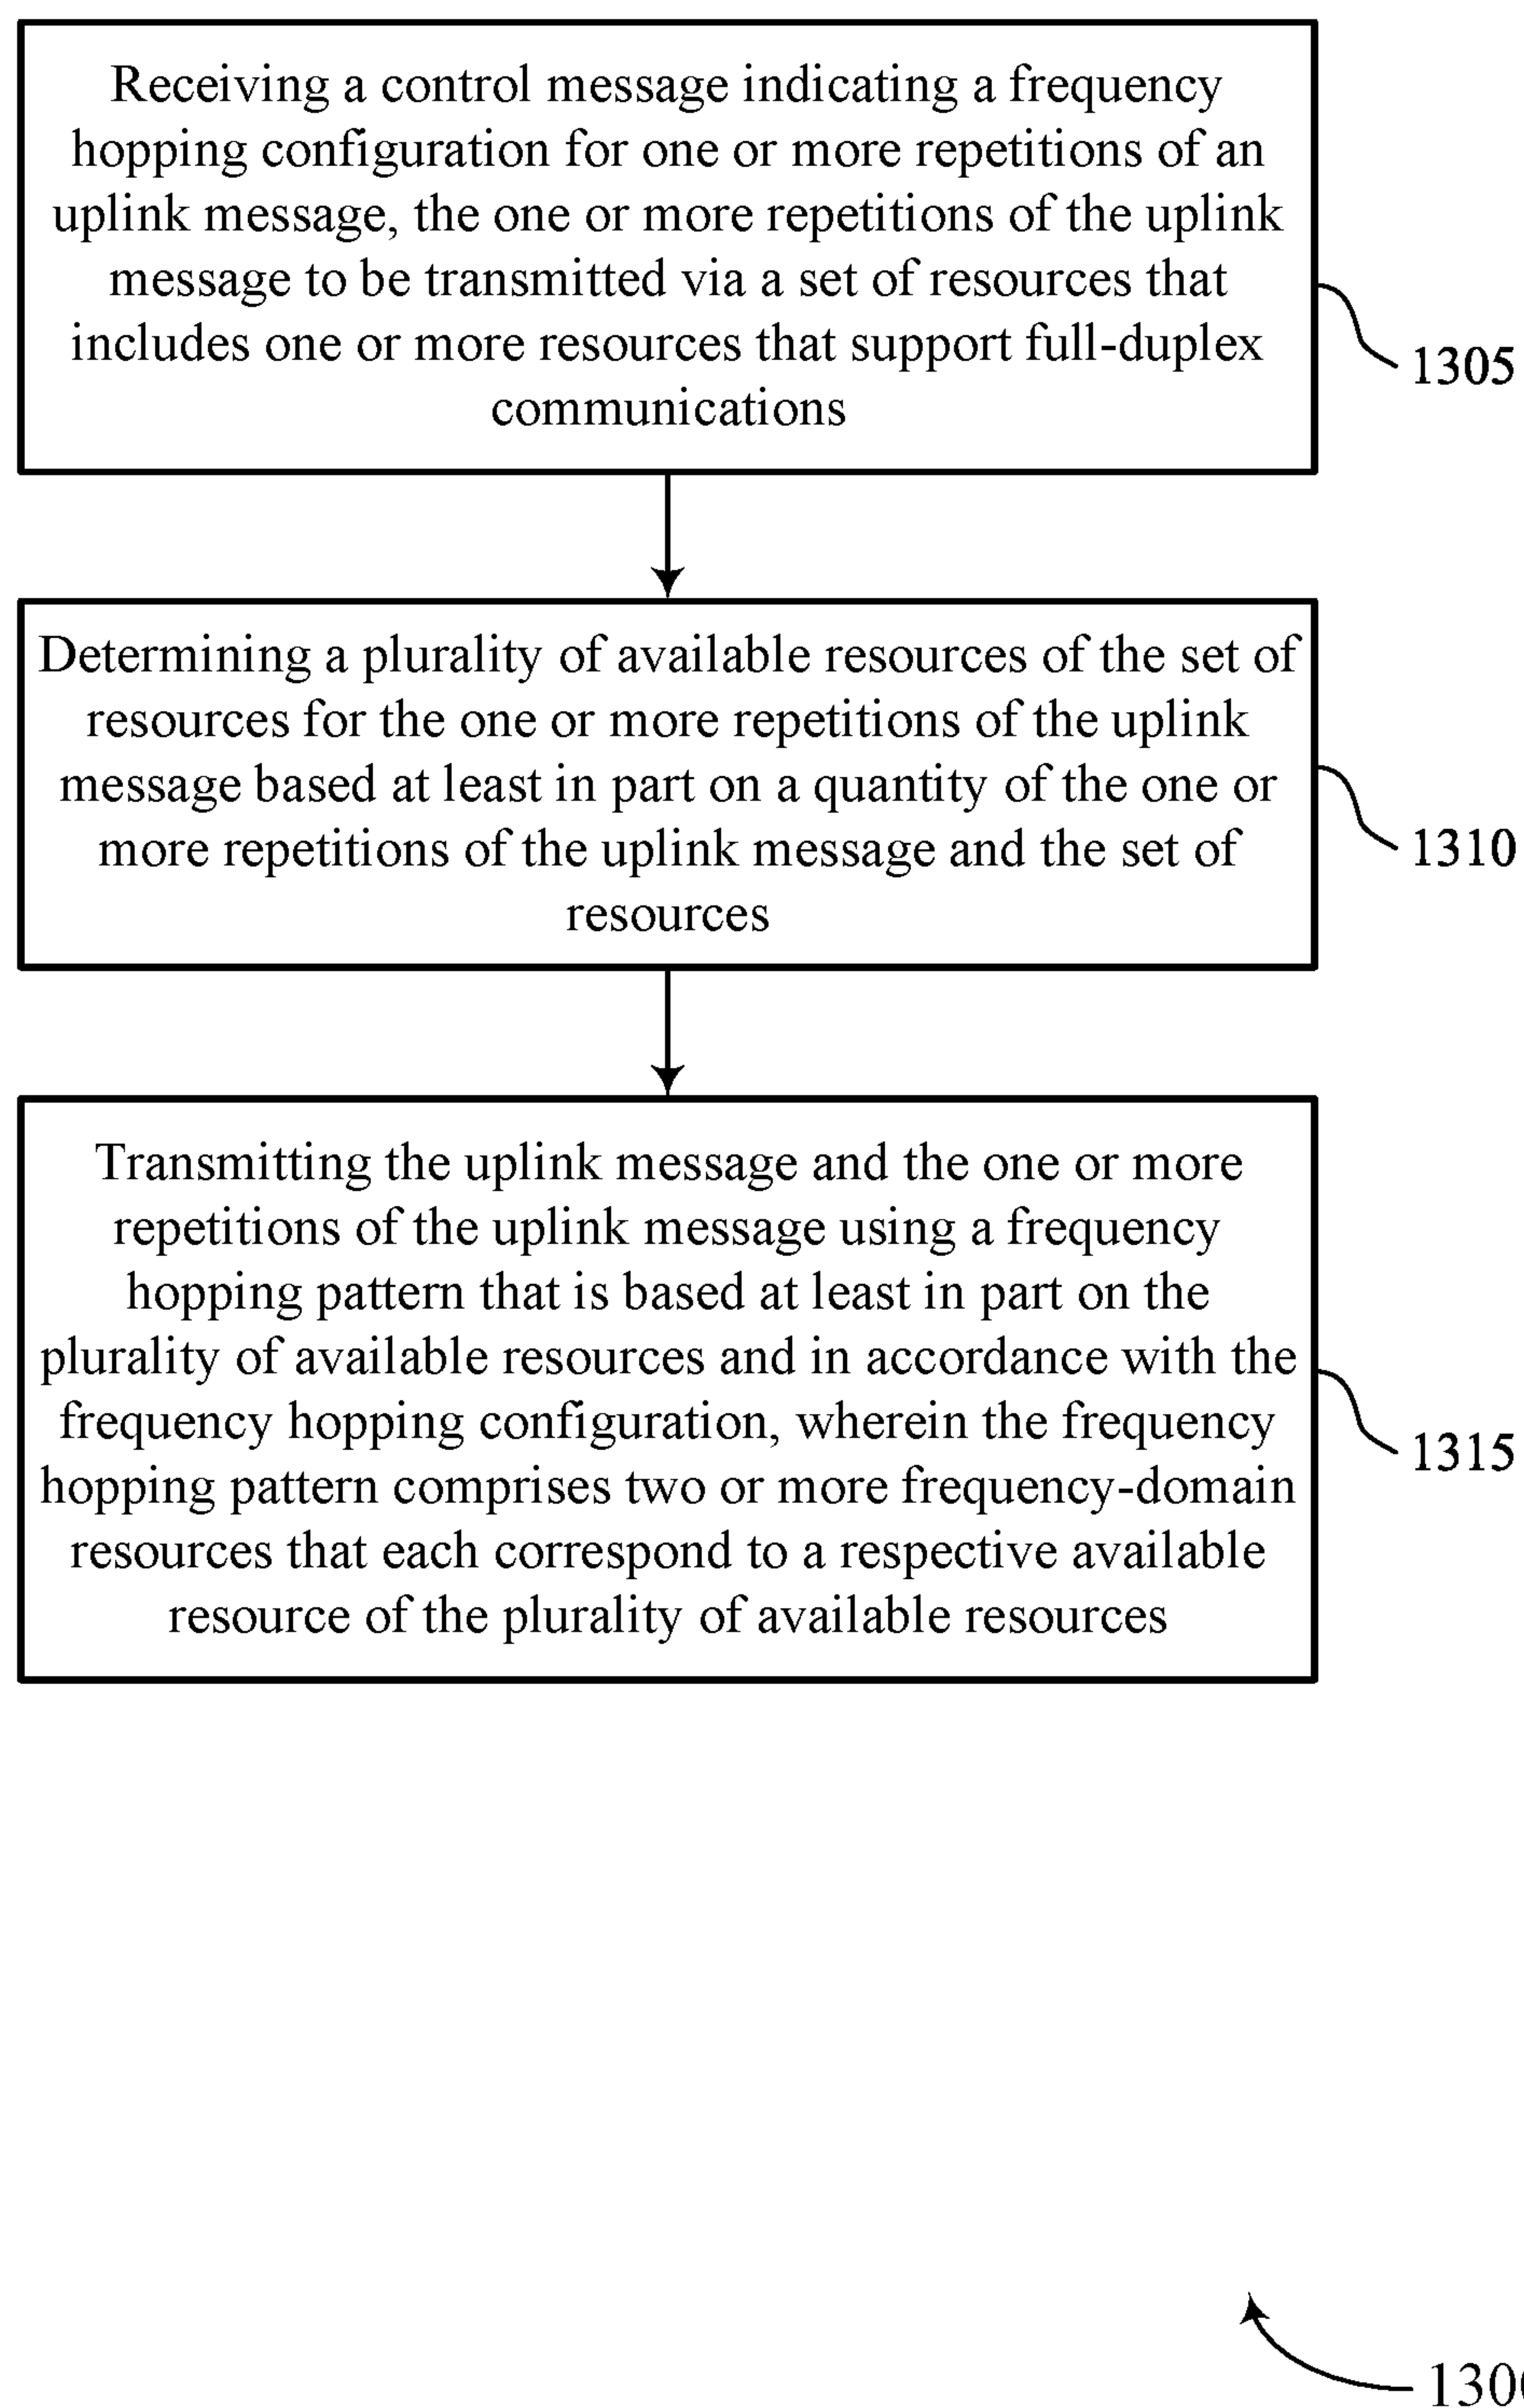 Receiving a control message indicating a frequency
hopping configuration for one or more repetitions of an
uplink message, the one or more repetitions of the uplink
message to be transmitted via a set of resources that
includes one or more resources that support full-duplex
communications
1305
Determining a plurality of available resources of the set of
resources for the one or more repetitions of the uplink
message based at least in part on a quantity of the one or
more repetitions of the uplink message and the set of
resources
1310
Transmitting the uplink message and the one or more
repetitions of the uplink message using a frequency
hopping pattern that is based at least in part on the
plurality of available resources and in accordance with the
frequency hopping configuration, wherein the frequency
hopping pattern comprises two or more frequency-domain
resources that each correspond to a respective available
resource of the plurality of available resources
1315
1300